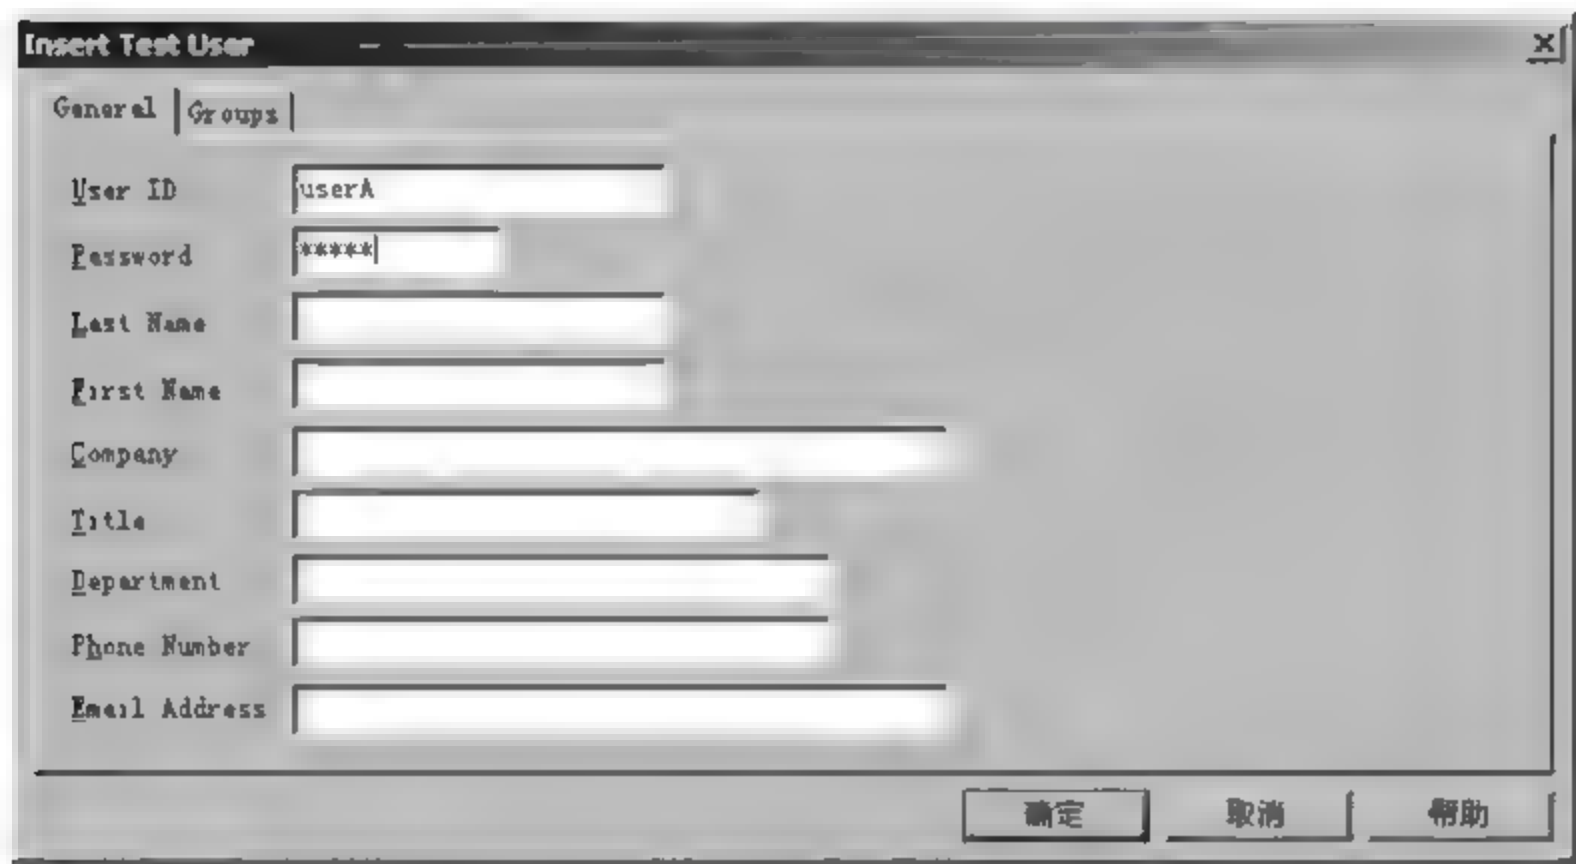 Insert Test User
General Groups
User ID userA
Password *****
Last Name
First Name
Company
Title
Department
Phone Number
Email Address
确定 取消 帮助